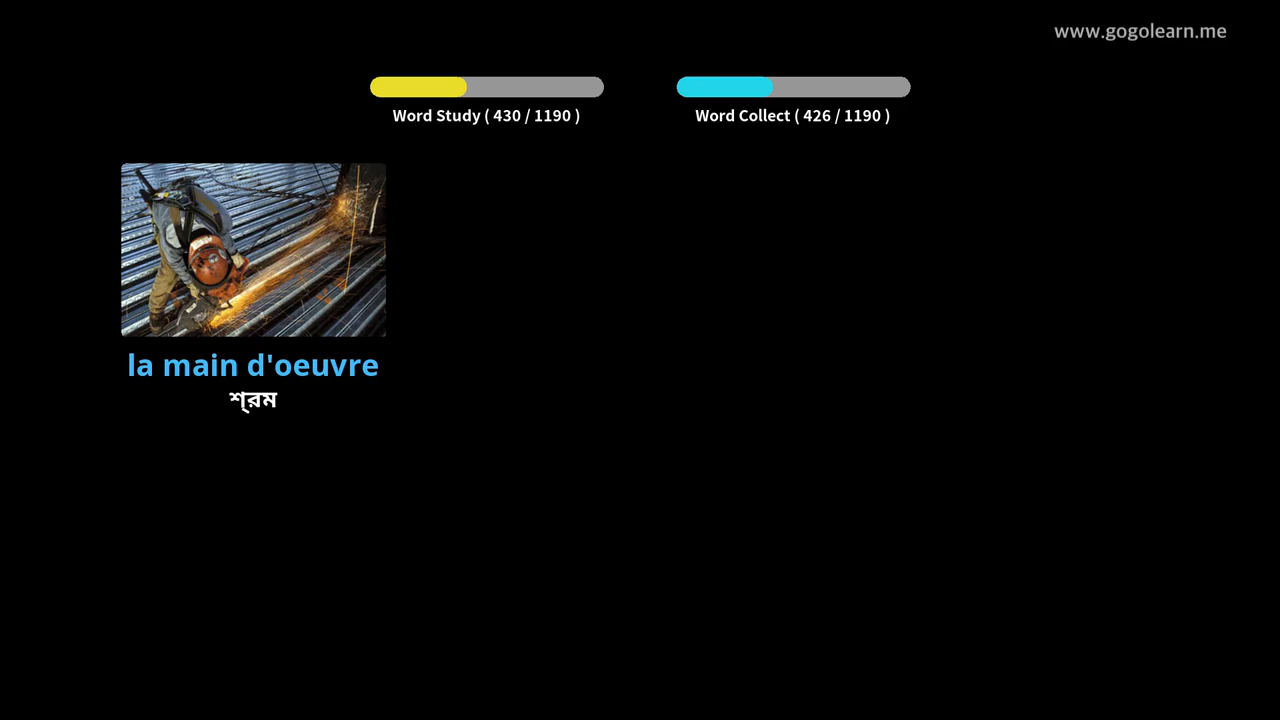 www.gogolearn.me
Word Study ( 430 / 1190 )
Word Collect ( 426 / 1190 )
la main d'oeuvre
শ্রম